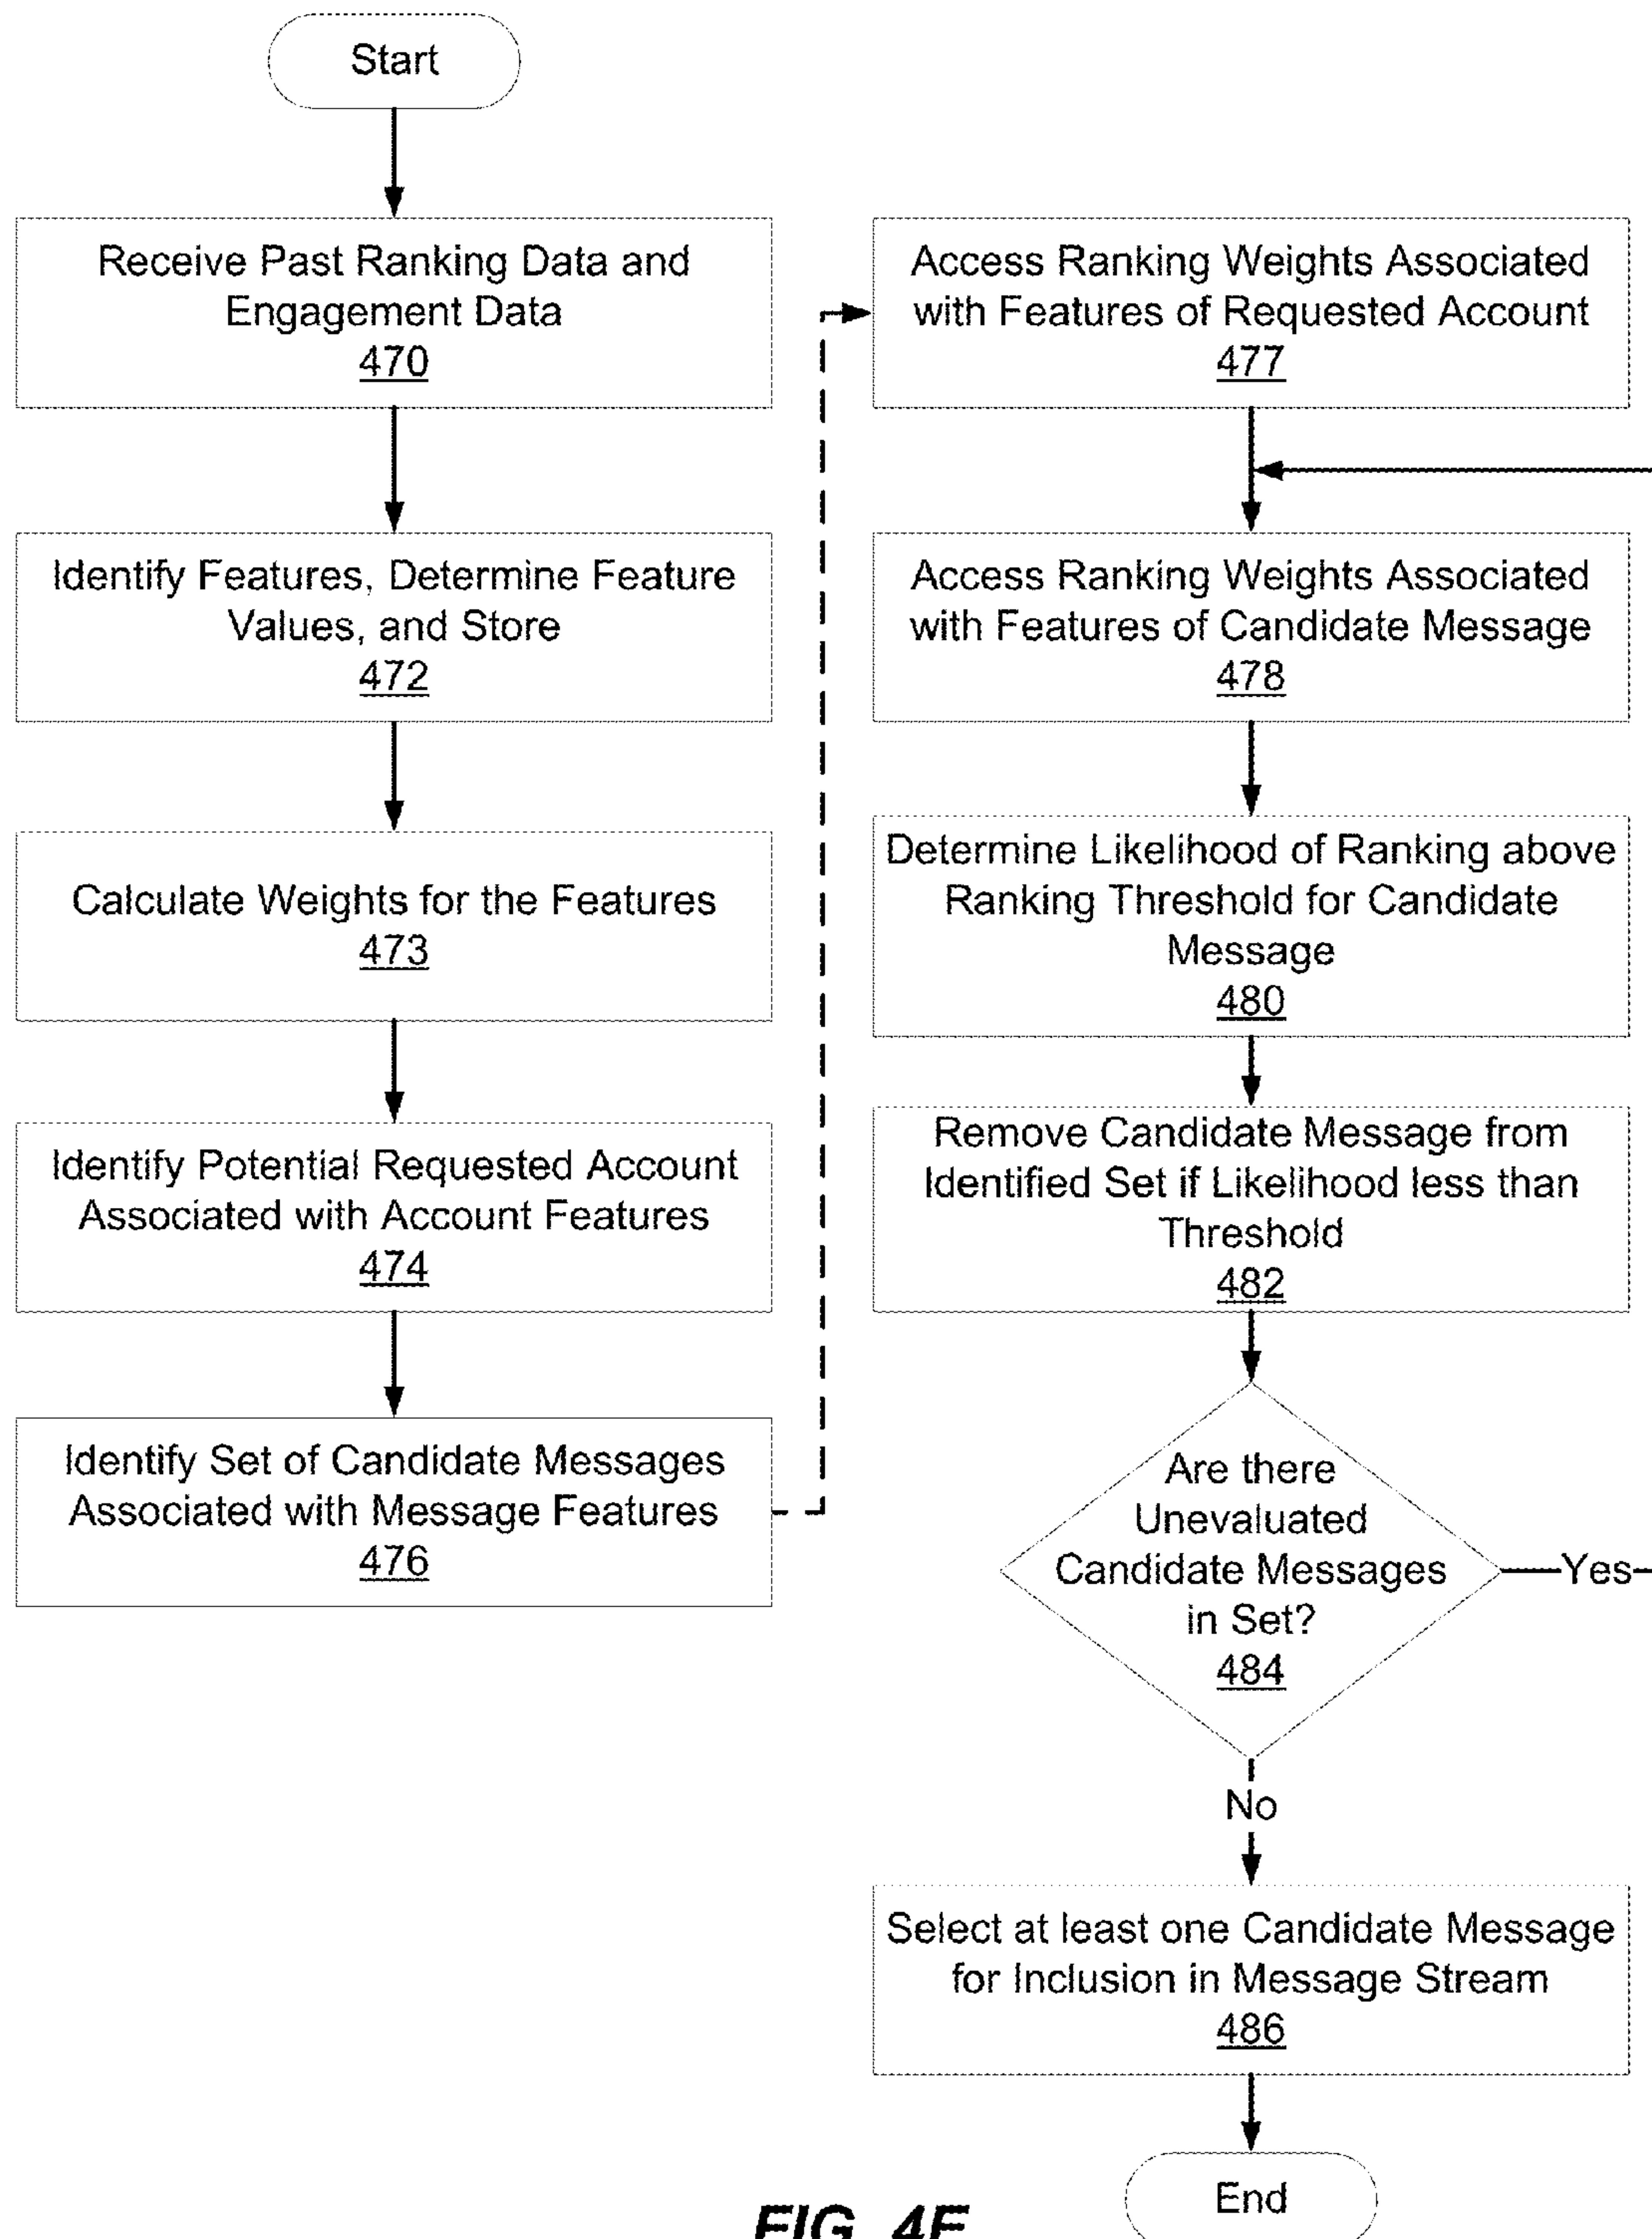 Start
Receive Past Ranking Data and
Engagement Data
470
Identify Features, Determine Feature
Values, and Store
472
Calculate Weights for the Features
473
Identify Potential Requested Account
Associated with Account Features
474
Identify Set of Candidate Messages
Associated with Message Features
476
Access Ranking Weights Associated
with Features of Requested Account
477
Access Ranking Weights Associated
with Features of Candidate Message
478
Determine Likelihood of Ranking above
Ranking Threshold for Candidate
Message
480
Remove Candidate Message from
Identified Set if Likelihood less than
Threshold
482
Are there
Unevaluated
Candidate Messages
in Set?
484
Yes
No
Select at least one Candidate Message
for Inclusion in Message Stream
486
End
FIG. 4E